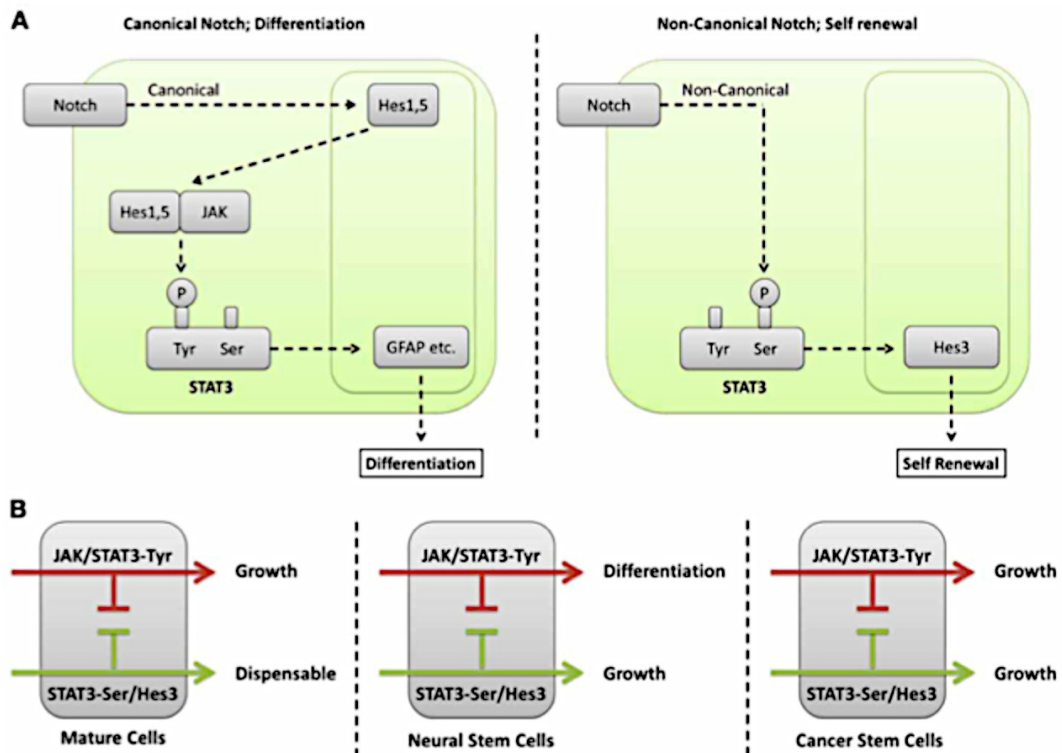 A
Canonical Notch; Differentiation
Non-Canonical Notch; Self renewal
Notch
Canonical
Hes1,5
Hes1,5
JAK
P
Tyr
Ser
STAT3
GFAP etc.
Differentiation
Notch
Non-Canonical
P
Tyr
Ser
STAT3
Hes3
Self Renewal
B
JAK/STAT3-Tyr
Growth
STAT3-Ser/Hes3
Dispensable
Mature Cells
JAK/STAT3-Tyr
Differentiation
STAT3-Ser/Hes3
Growth
Neural Stem Cells
JAK/STAT3-Tyr
Growth
STAT3-Ser/Hes3
Growth
Cancer Stem Cells